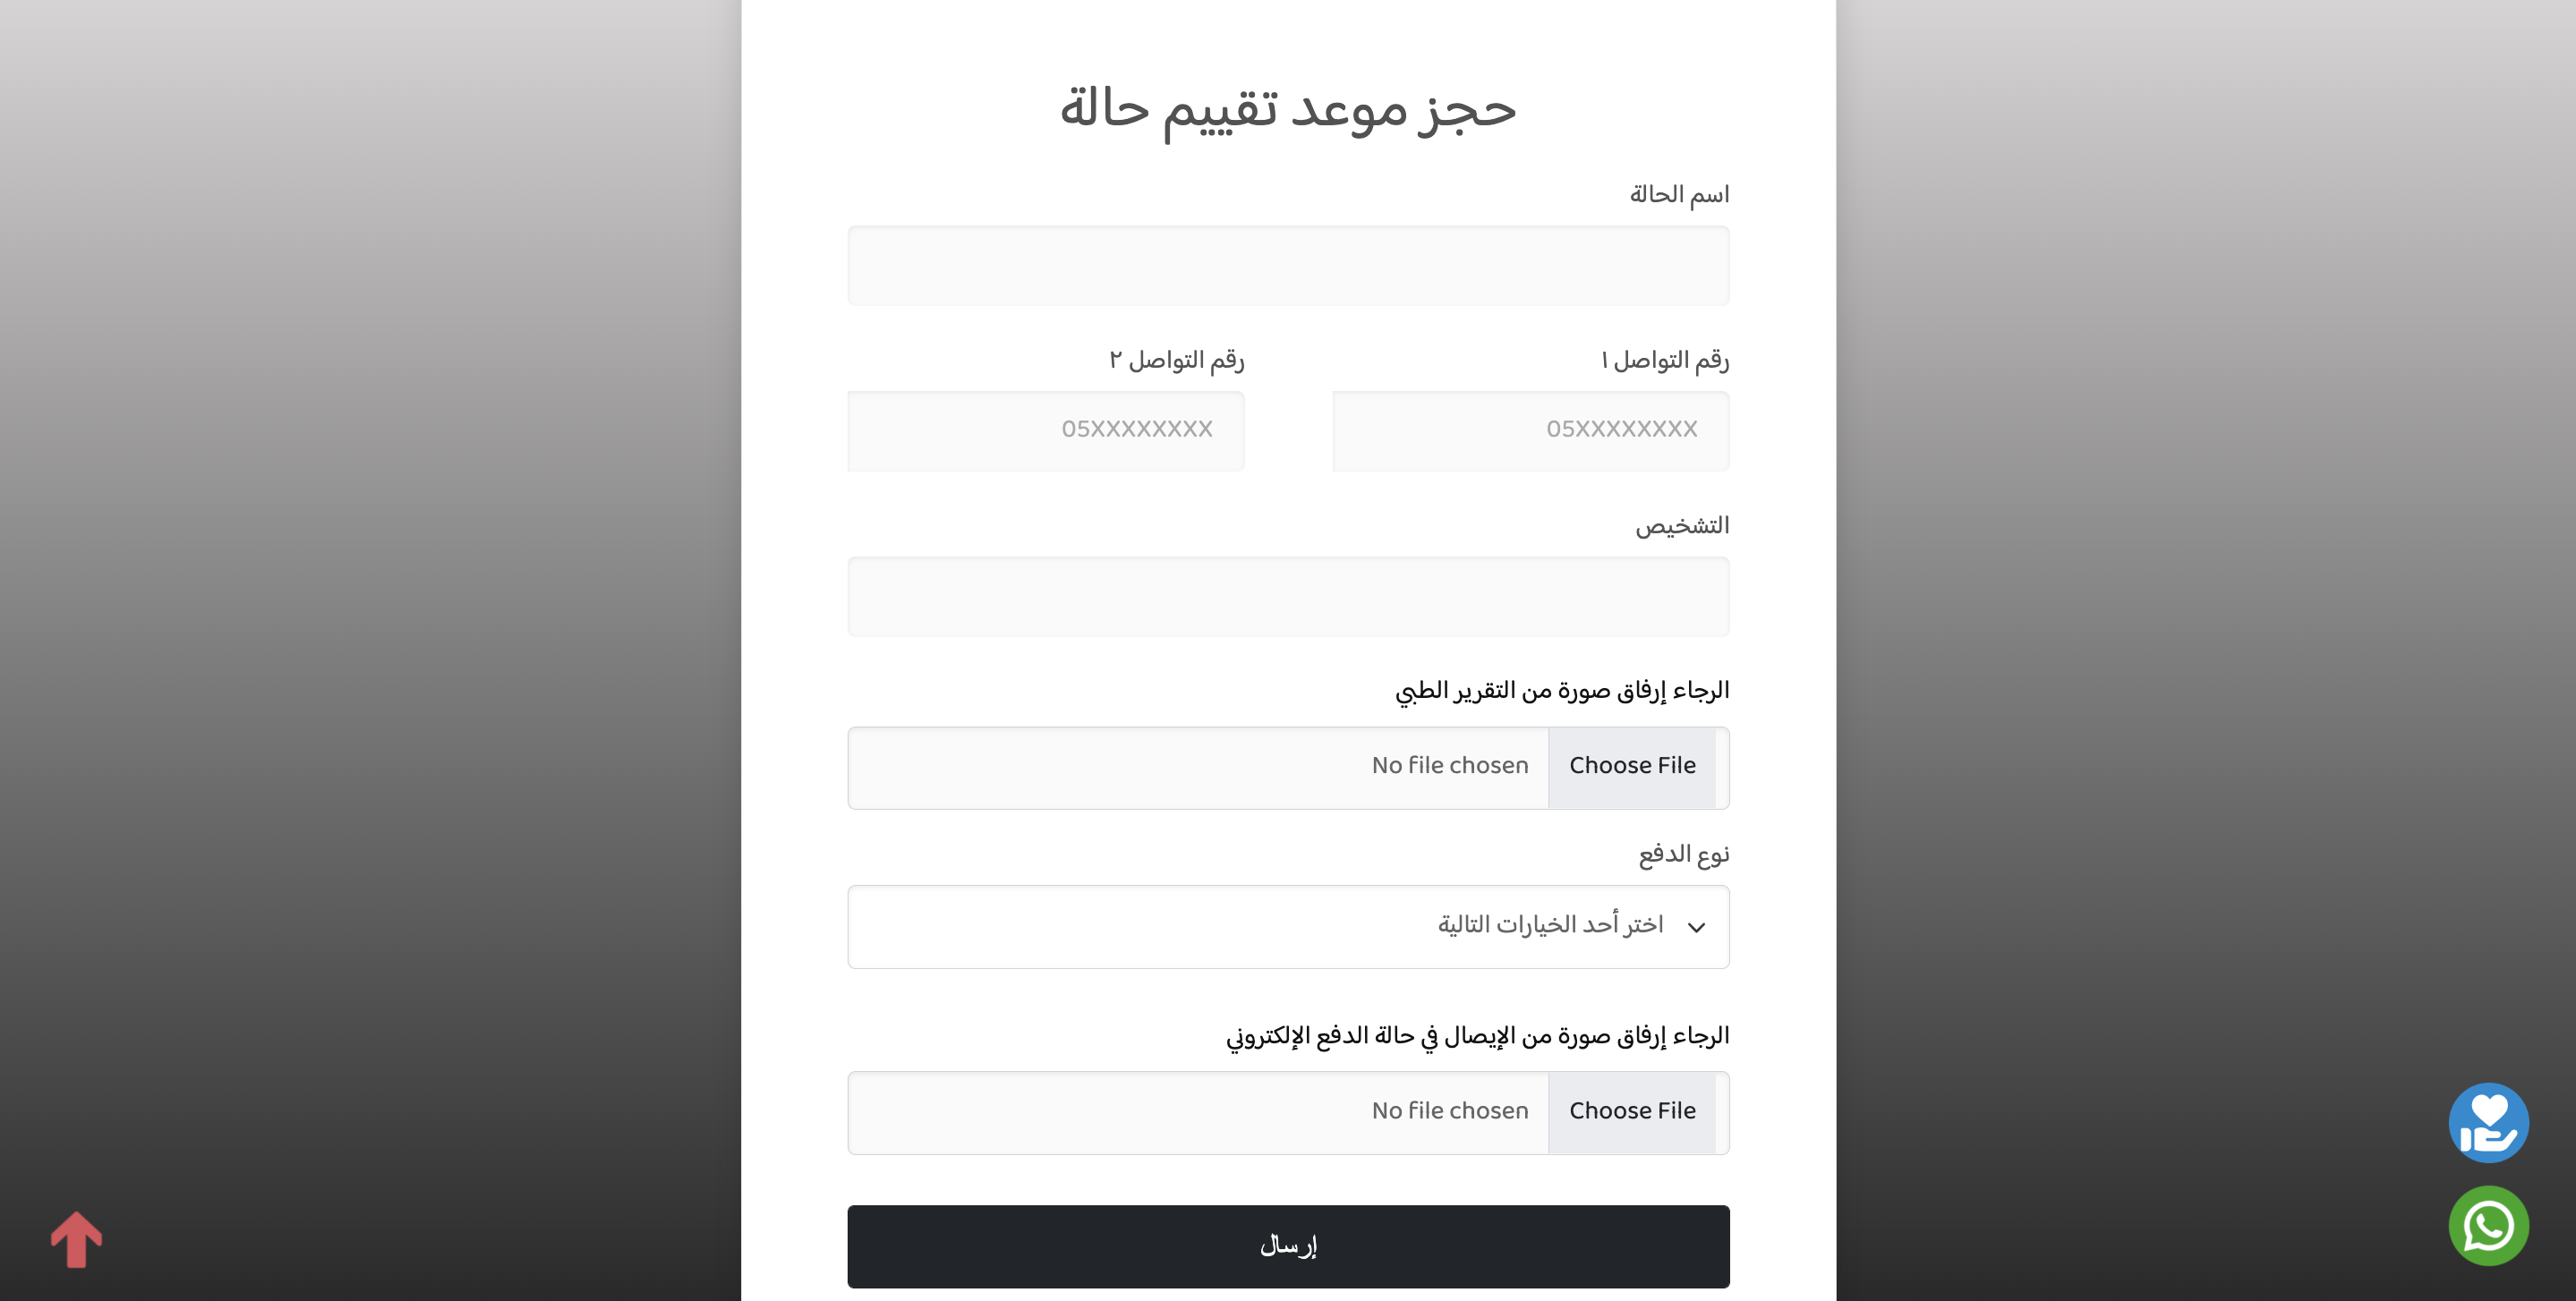 حجز موعد تقييم حالة
اسم الحالة
رقم التواصل ١
رقم التواصل ٢
05XXXXXXXX
05XXXXXXXX
التشخيص
الرجاء إرفاق صورة من التقرير الطبي
Choose File
No file chosen
نوع الدفع
اختر أحد الخيارات التالية
الرجاء إرفاق صورة من الإيصال في حالة الدفع الإلكتروني
Choose File
No file chosen
إرسال